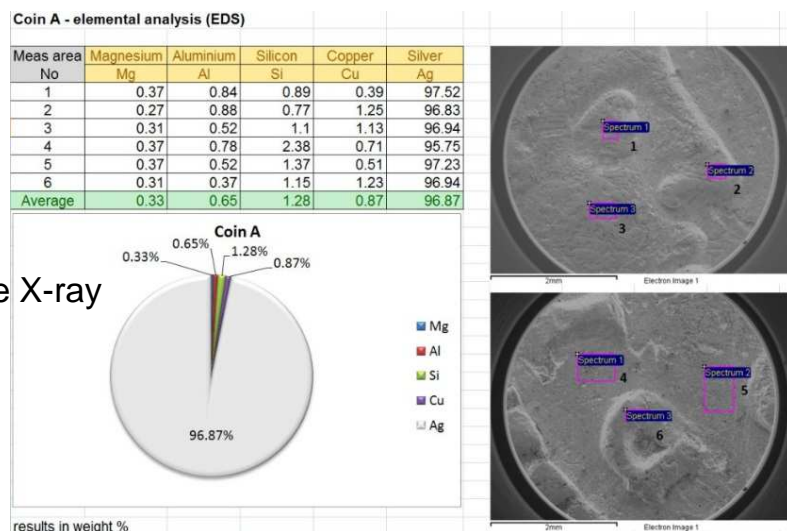 Coin A - elemental analysis (EDS)
Meas area Magnesium Aluminium Silicon Copper Silver
No Mg Al Si Cu Ag
1 0.37 0.84 0.89 0.39 97.52
2 0.27 0.88 0.77 1.25 96.83
3 0.31 0.52 1.1 1.13 96.94
4 0.37 0.78 2.38 0.71 95.75
5 0.37 0.52 1.37 0.51 97.23
6 0.31 0.37 1.15 1.23 96.94
Average 0.33 0.65 1.28 0.87 96.87
Coin A
0.33% 0.65% 1.28% 0.87%
96.87%
Mg
Al
Si
Cu
Ag
results in weight %
e X-ray
Spectrum 1
1
Spectrum 2
2
Spectrum 3
3
2mm Electron Image 1
Spectrum 1
4
Spectrum 2
5
Spectrum 3
6
2mm Electron Image 1